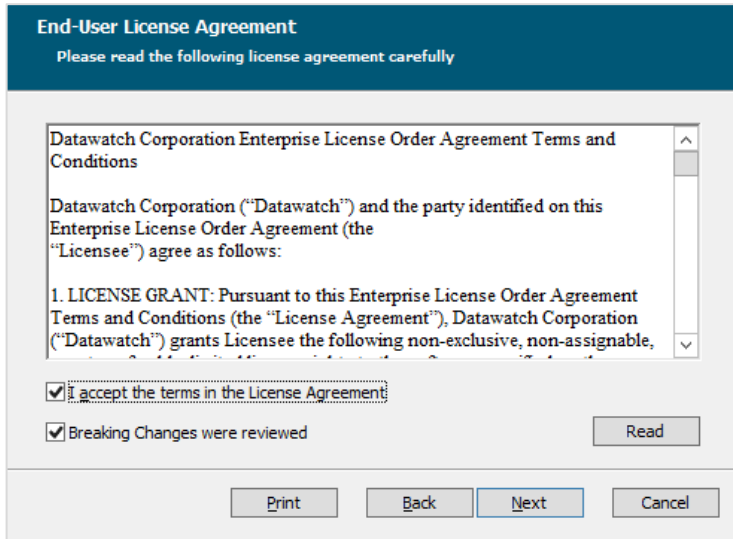 End-User License Agreement
Please read the following license agreement carefully
Datawatch Corporation Enterprise License Order Agreement Terms and
Conditions
Datawatch Corporation (“Datawatch”) and the party identified on this
Enterprise License Order Agreement (the
“Licensee”) agree as follows:
1. LICENSE GRANT: Pursuant to this Enterprise License Order Agreement
Terms and Conditions (the “License Agreement”), Datawatch Corporation
(“Datawatch”) grants Licensee the following non-exclusive, non-assignable,
I accept the terms in the License Agreement
Breaking Changes were reviewed
Read
Print
Back
Next
Cancel